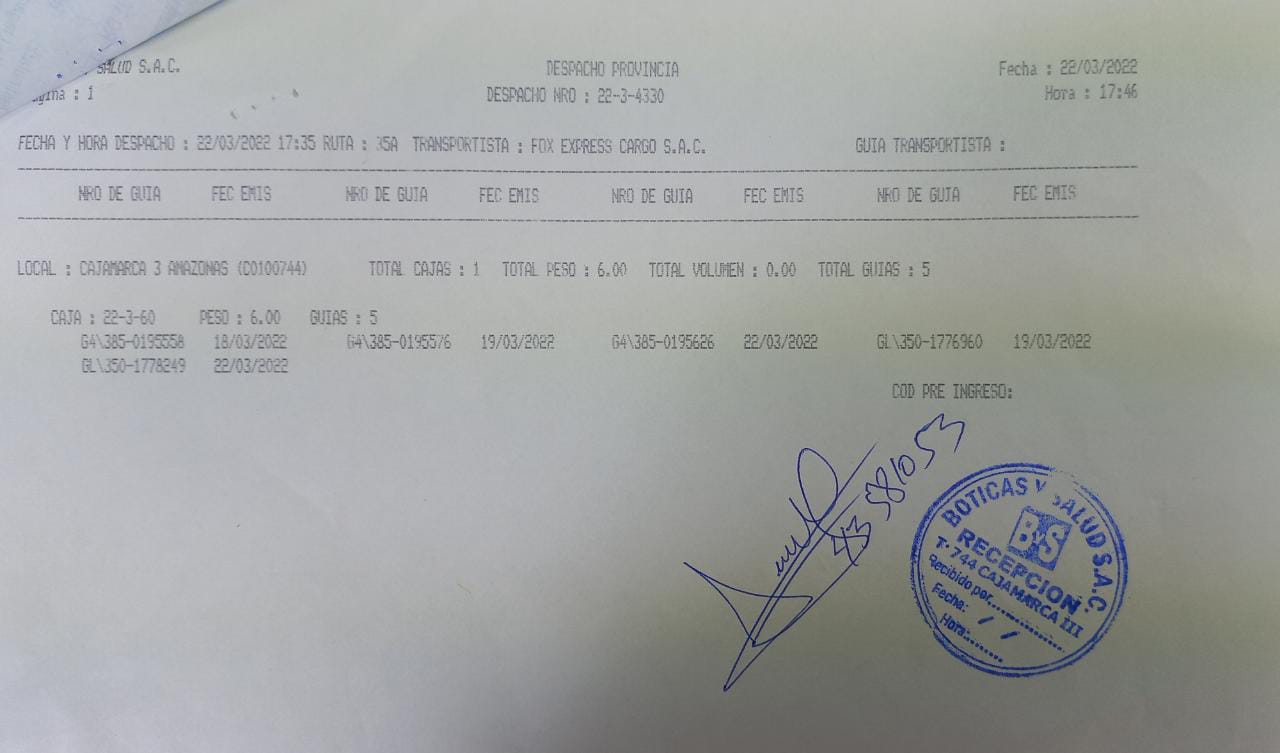 SALUD S.A.C. DESPACHO PROVINCIA Fecha : 22/03/2022
: 1 DESPACHO NRO : 22-3-4330 Hora : 17:46
FECHA Y HORA DESPACHO : 22/03/2022 17:35 RUTA : 35A TRANSPORTISTA : FOX EXPRESS CARGO S.A.C. GUIA TRANSPORTISTA :
NRO DE GUIA FEC EMIS NRO DE GUIA FEC EMIS NRO DE GUIA FEC EMIS NRO DE GUIA FEC EMIS
LOCAL : CAJAMARCA 3 AMAZONAS (C0100744) TOTAL CAJAS : 1 TOTAL PESO : 6.00 TOTAL VOLUMEN : 0.00 TOTAL GUIAS : 5
CAJA : 22-3-60 PESO : 6.00 GUIAS : 5
G4\385-0195558 18/03/2022 G4\385-0195576 19/03/2022 G4\385-0195626 22/03/2022 GL\350-1776960 19/03/2022
GL\350-1778249 22/03/2022
COD PRE INGRESO:
43581053
BOTICAS Y SALUD S.A.C.
ByS
RECEPCION
T. 744 CAJAMARCA III
Recibido por..............
Fecha: / /
Hora:........